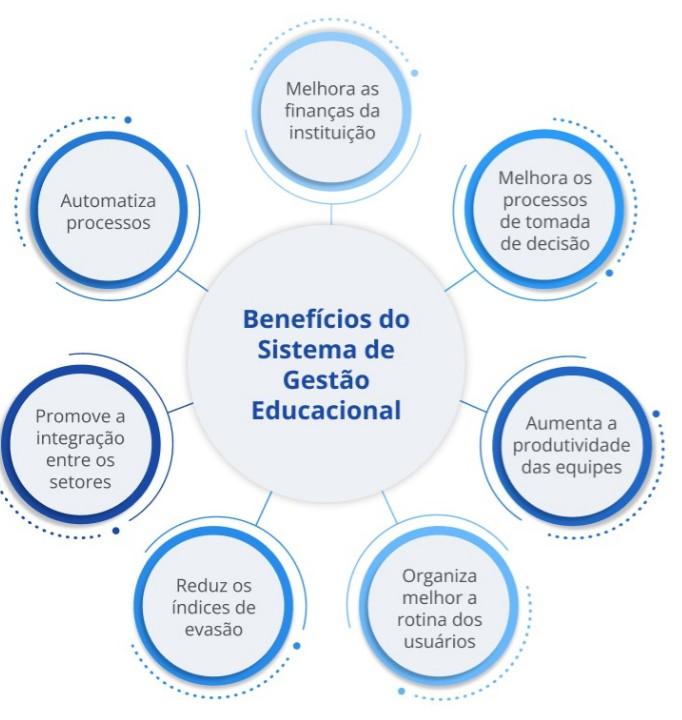 Melhora as
finanças da
instituição
Melhora os
processos
de tomada
de decisão
Aumenta a
produtividade
das equipes
Organiza
melhor a
rotina dos
usuários
Reduz os
índices de
evasão
Promove a
integração
entre os
setores
Automatiza
processos
Benefícios do
Sistema de
Gestão
Educacional